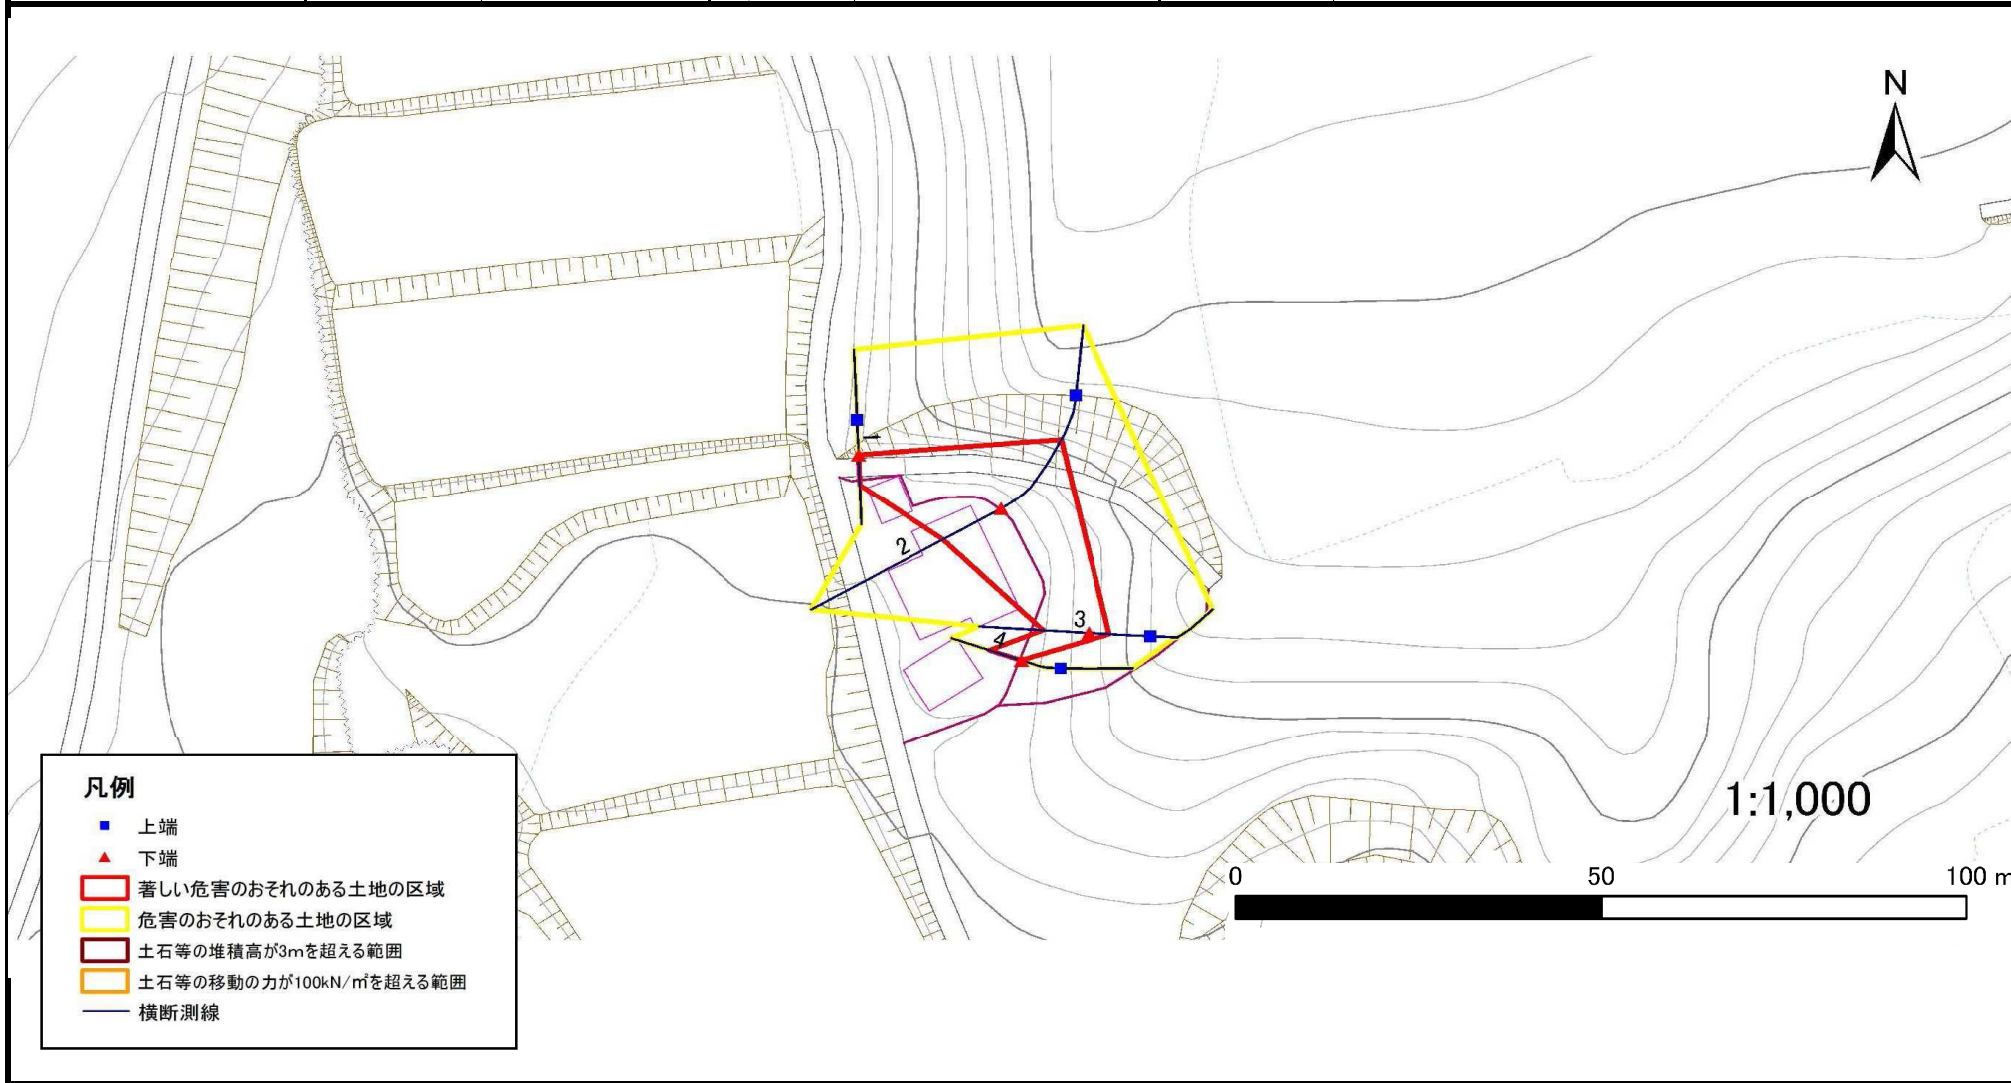 N
1
2
3
4
凡例
上端
下端
著しい危害のおそれのある土地の区域
危害のおそれのある土地の区域
土石等の堆積高が3mを超える範囲
土石等の移動の力が100kN/㎡を超える範囲
横断測線
1:1,000
0 50 100 m